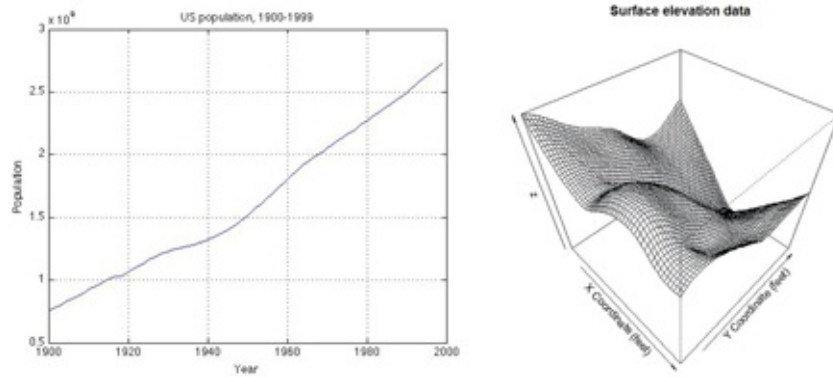 US population, 1900-1999
x 10⁸
3
2.5
2
1.5
1
0.5
Population
1900
1920
1940
1960
1980
2000
Year
Surface elevation data
z
X Coordinate (feet)
Y Coordinate (feet)